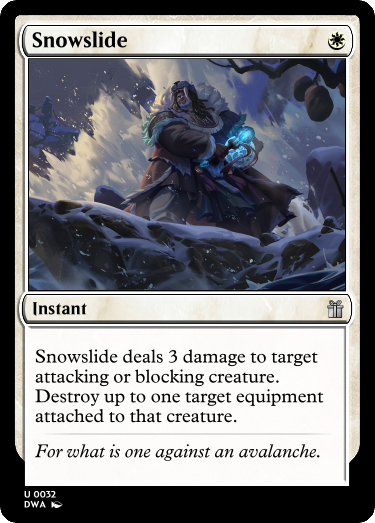 Snowslide
Instant
Snowslide deals 3 damage to target
attacking or blocking creature.
Destroy up to one target equipment
attached to that creature.
For what is one against an avalanche.
U 0032
DWA